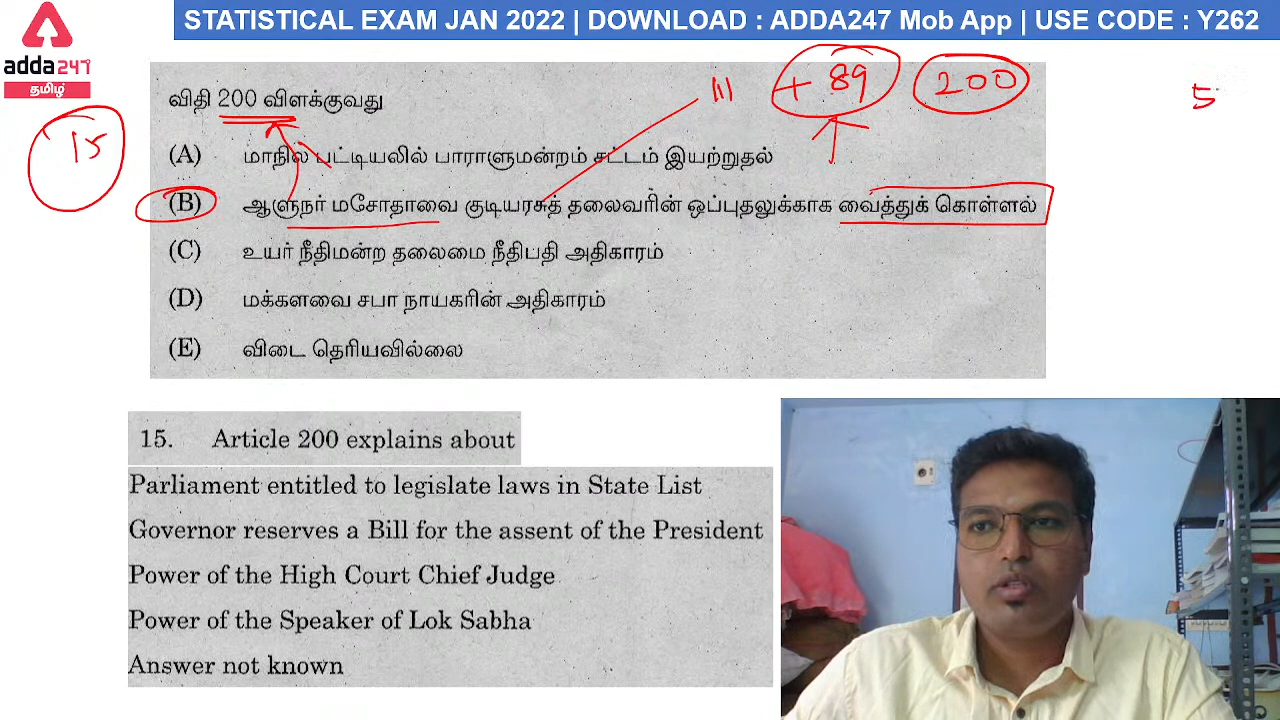 STATISTICAL EXAM JAN 2022 | DOWNLOAD : ADDA247 Mob App | USE CODE : Y262
adda247
தமிழ்
15
111
+ 89
200
5
விதி 200 விளக்குவது
(A) மாநில பட்டியலில் பாராளுமன்றம் சட்டம் இயற்றுதல்
(B) ஆளுநர் மசோதாவை குடியரசுத் தலைவரின் ஒப்புதலுக்காக வைத்துக் கொள்ளல்
(C) உயர் நீதிமன்ற தலைமை நீதிபதி அதிகாரம்
(D) மக்களவை சபா நாயகரின் அதிகாரம்
(E) விடை தெரியவில்லை
15. Article 200 explains about
Parliament entitled to legislate laws in State List
Governor reserves a Bill for the assent of the President
Power of the High Court Chief Judge
Power of the Speaker of Lok Sabha
Answer not known